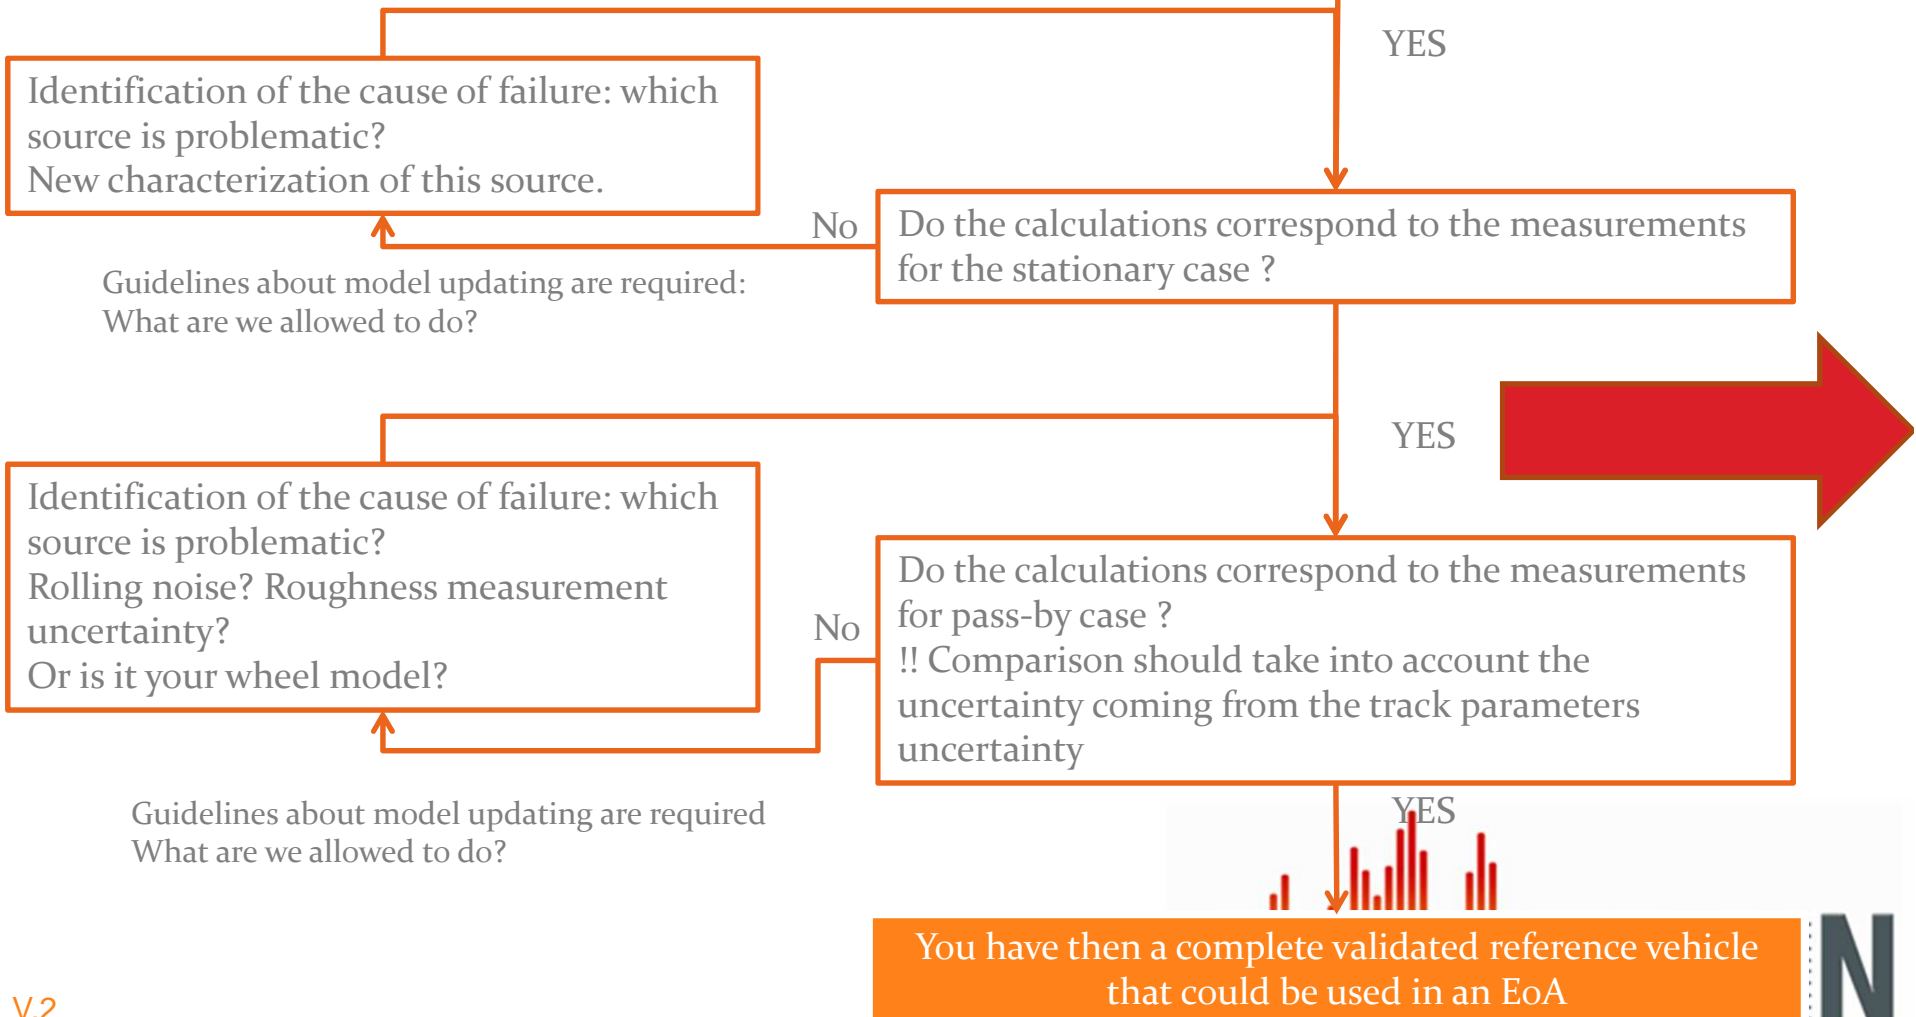 YES
Identification of the cause of failure: which
source is problematic?
New characterization of this source.
No
Do the calculations correspond to the measurements
for the stationary case ?
Guidelines about model updating are required:
What are we allowed to do?
YES
Identification of the cause of failure: which
source is problematic?
Rolling noise? Roughness measurement
uncertainty?
Or is it your wheel model?
No
Do the calculations correspond to the measurements
for pass-by case ?
!! Comparison should take into account the
uncertainty coming from the track parameters
uncertainty
Guidelines about model updating are required
What are we allowed to do?
YES
You have then a complete validated reference vehicle
that could be used in an EoA
N
V.2